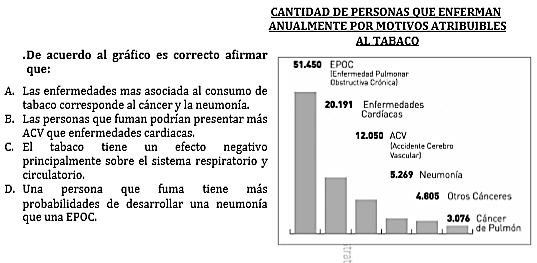 CANTIDAD DE PERSONAS QUE ENFERMAN
ANUALMENTE POR MOTIVOS ATRIBUIBLES
AL TABACO
.De acuerdo al gráfico es correcto afirmar
que:
A. Las enfermedades mas asociada al consumo de
tabaco corresponde al cáncer y la neumonía.
B. Las personas que fuman podrían presentar más
ACV que enfermedades cardiacas.
C. El tabaco tiene un efecto negativo
principalmente sobre el sistema respiratorio y
circulatorio.
D. Una persona que fuma tiene más
probabilidades de desarrollar una neumonía
que una EPOC.
51.450 EPOC
(Enfermedad Pulmonar
Obstructiva Crónica)
20.191 Enfermedades
Cardíacas
12.050 ACV
(Accidente Cerebro
Vascular)
5.269 Neumonía
4.805 Otros Cánceres
3.076 Cáncer
de Pulmón